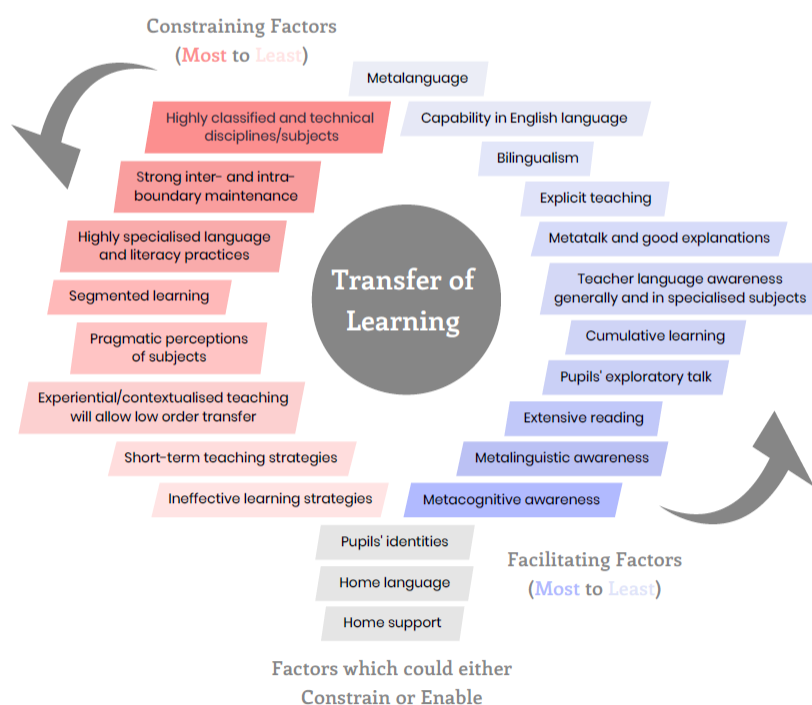 Constraining Factors
(Most to Least)
Metalanguage
Highly classified and technical
disciplines/subjects
Capability in English language
Bilingualism
Strong inter- and intra-
boundary maintenance
Explicit teaching
Highly specialised language
and literacy practices
Metatalk and good explanations
Transfer of
Learning
Teacher language awareness
generally and in specialised subjects
Segmented learning
Pragmatic perceptions
of subjects
Cumulative learning
Pupils' exploratory talk
Experiential/contextualised teaching
will allow low order transfer
Extensive reading
Short-term teaching strategies
Metalinguistic awareness
Ineffective learning strategies
Metacognitive awareness
Pupils' identities
Home language
Home support
Facilitating Factors
(Most to Least)
Factors which could either
Constrain or Enable